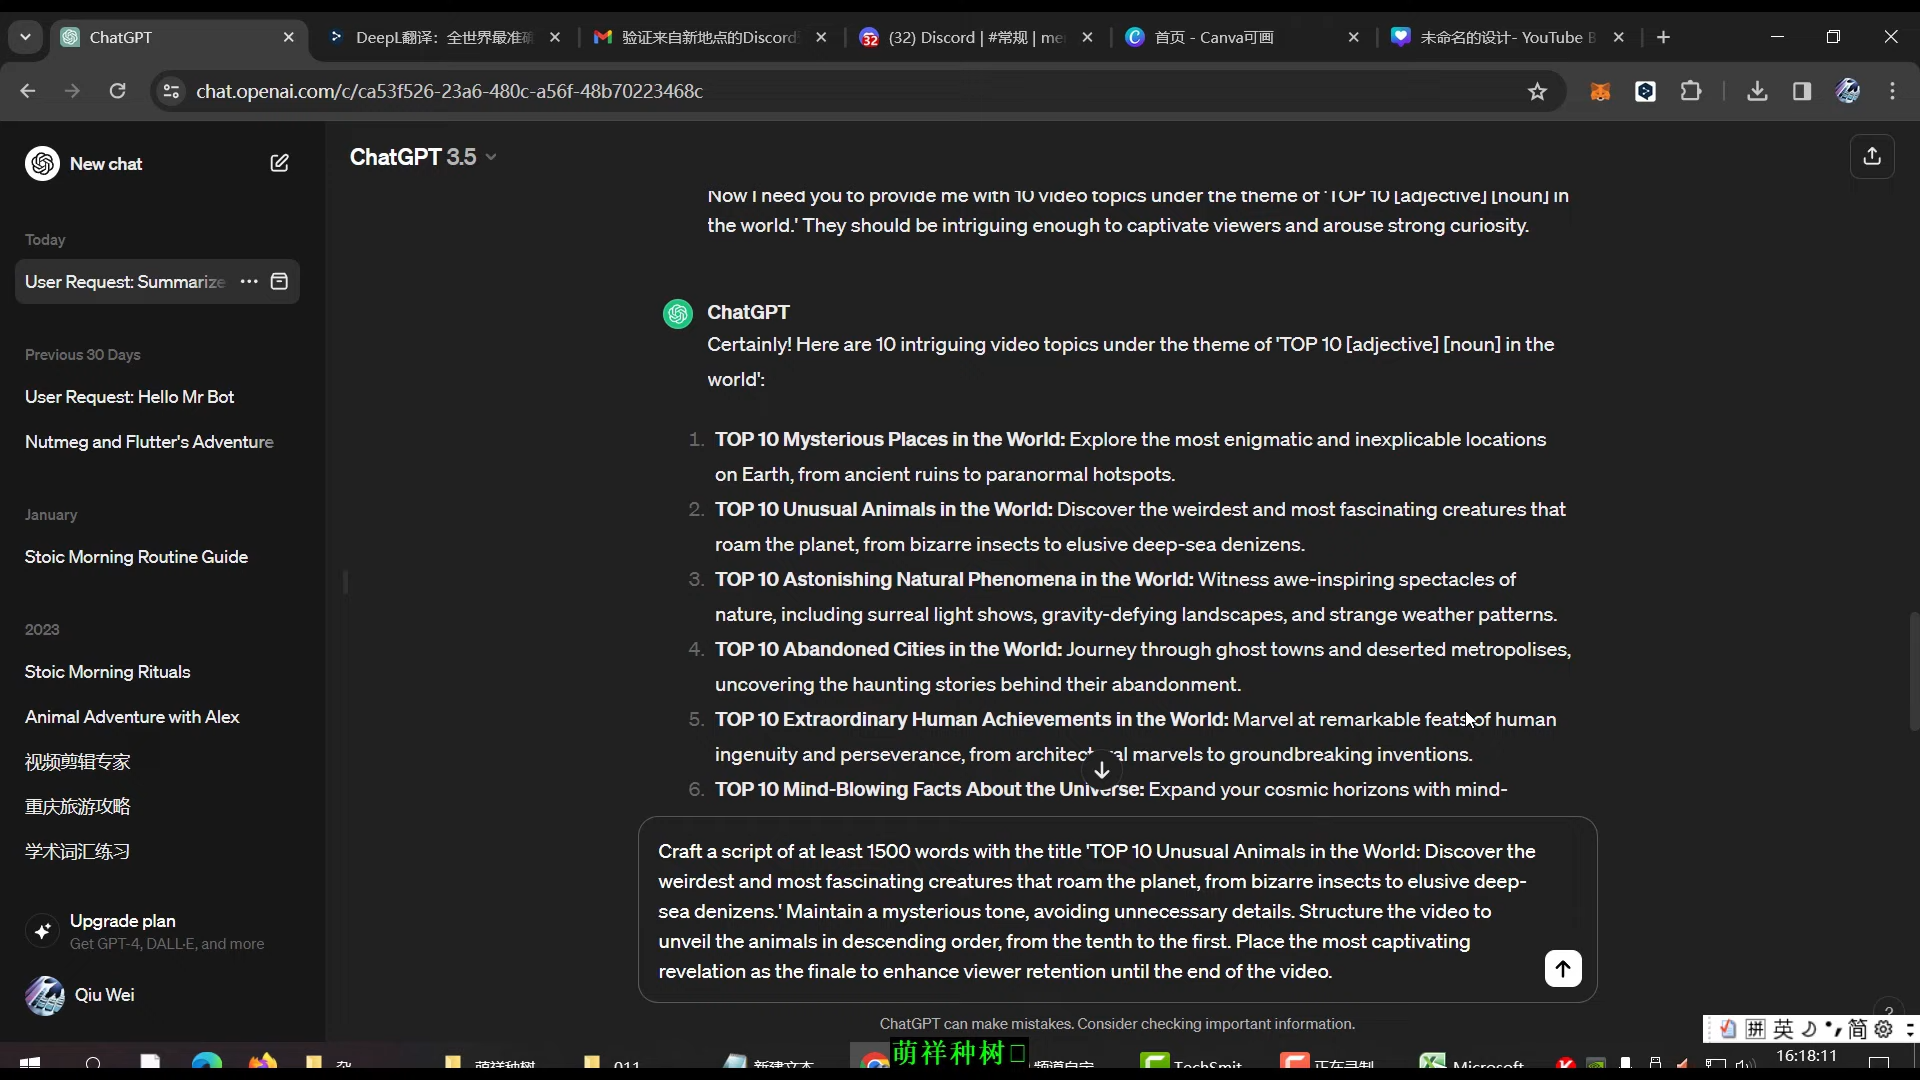 ChatGPT
DeepL翻译：全世界最准确
验证来自新地点的Discord
(32) Discord | #常规 | me
首页 - Canva可画
未命名的设计- YouTube B
chat.openai.com/c/ca53f526-23a6-480c-a56f-48b70223468c
New chat
Today
User Request: Summarize
Previous 30 Days
User Request: Hello Mr Bot
Nutmeg and Flutter's Adventure
January
Stoic Morning Routine Guide
2023
Stoic Morning Rituals
Animal Adventure with Alex
视频剪辑专家
重庆旅游攻略
学术词汇练习
Upgrade plan
Get GPT-4, DALL·E, and more
Qiu Wei
ChatGPT 3.5
Now I need you to provide me with 10 video topics under the theme of 'TOP 10 [adjective] [noun] in
the world.' They should be intriguing enough to captivate viewers and arouse strong curiosity.
ChatGPT
Certainly! Here are 10 intriguing video topics under the theme of 'TOP 10 [adjective] [noun] in the
world':
1. TOP 10 Mysterious Places in the World: Explore the most enigmatic and inexplicable locations
on Earth, from ancient ruins to paranormal hotspots.
2. TOP 10 Unusual Animals in the World: Discover the weirdest and most fascinating creatures that
roam the planet, from bizarre insects to elusive deep-sea denizens.
3. TOP 10 Astonishing Natural Phenomena in the World: Witness awe-inspiring spectacles of
nature, including surreal light shows, gravity-defying landscapes, and strange weather patterns.
4. TOP 10 Abandoned Cities in the World: Journey through ghost towns and deserted metropolises,
uncovering the haunting stories behind their abandonment.
5. TOP 10 Extraordinary Human Achievements in the World: Marvel at remarkable feats of human
ingenuity and perseverance, from architectural marvels to groundbreaking inventions.
6. TOP 10 Mind-Blowing Facts About the Universe: Expand your cosmic horizons with mind-
Craft a script of at least 1500 words with the title 'TOP 10 Unusual Animals in the World: Discover the
weirdest and most fascinating creatures that roam the planet, from bizarre insects to elusive deep-
sea denizens.' Maintain a mysterious tone, avoiding unnecessary details. Structure the video to
unveil the animals in descending order, from the tenth to the first. Place the most captivating
revelation as the finale to enhance viewer retention until the end of the video.
ChatGPT can make mistakes. Consider checking important information.
?
拼 英 简
萌祥种树
011
新建文本
萌祥种树
TechSmit
正在录制
Microsoft
16:18:11